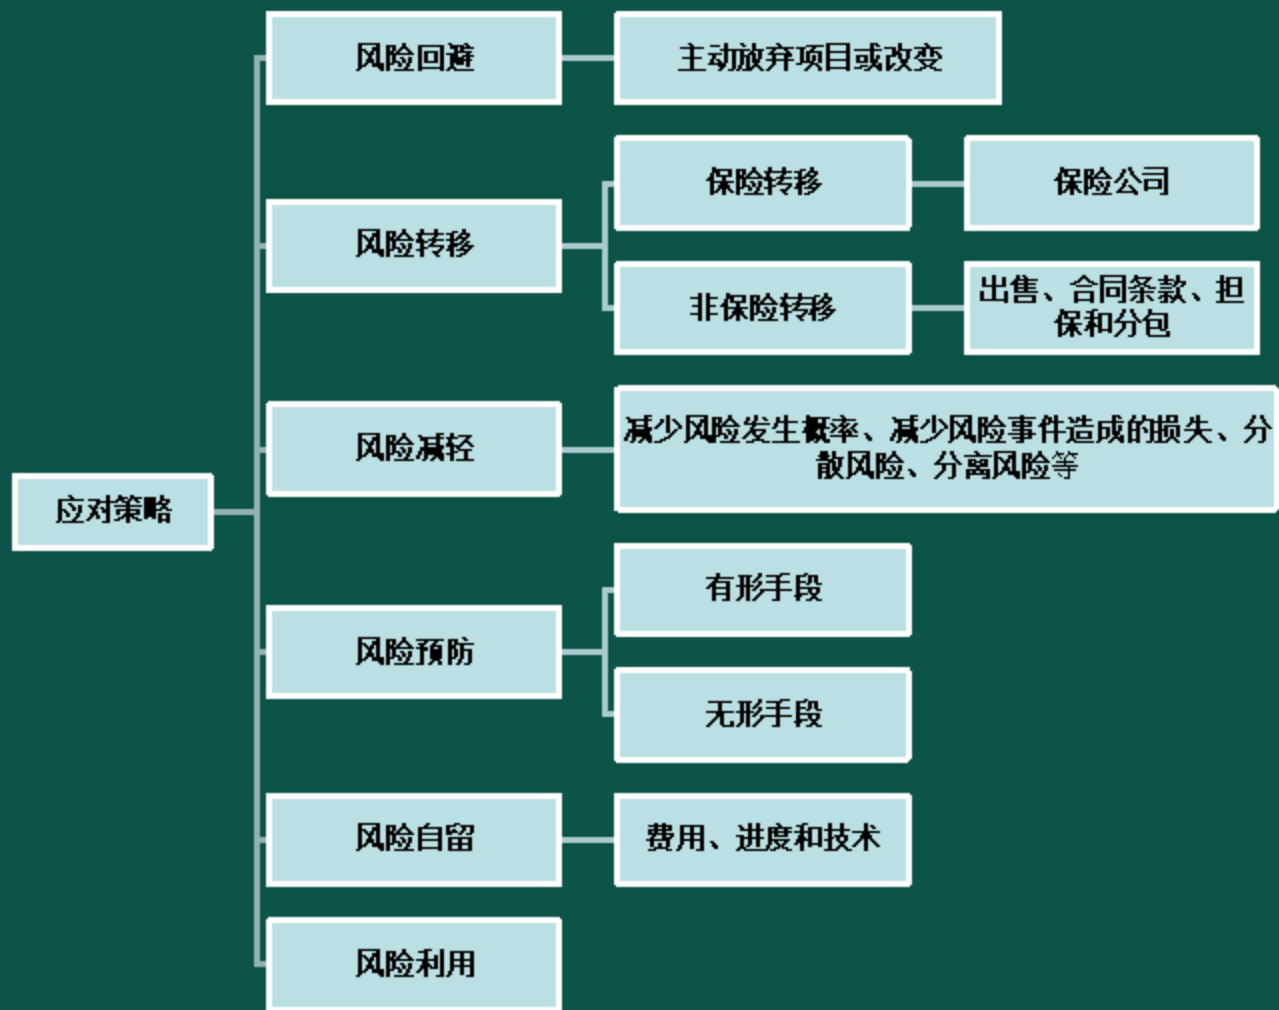 风险回避
主动放弃项目或改变
保险转移
保险公司
风险转移
非保险转移
出售、合同条款、担
保和分包
风险减轻
减少风险发生概率、减少风险事件造成的损失、分
散风险、分离风险等
应对策略
有形手段
风险预防
无形手段
风险自留
费用、进度和技术
风险利用